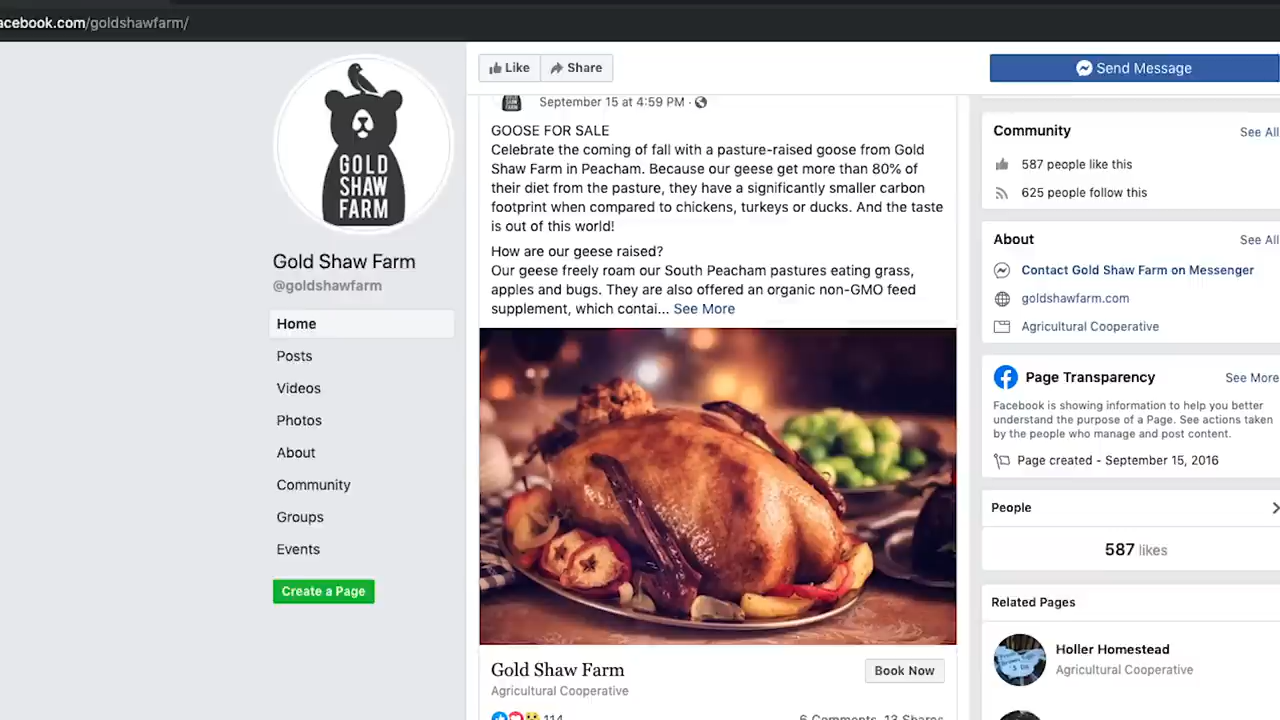 acebook.com/goldshawfarm/
GOLD
SHAW
FARM
Gold Shaw Farm
@goldshawfarm
Home
Posts
Videos
Photos
About
Community
Groups
Events
Create a Page
Like
Share
September 15 at 4:59 PM ·
GOOSE FOR SALE
Celebrate the coming of fall with a pasture-raised goose from Gold
Shaw Farm in Peacham. Because our geese get more than 80% of
their diet from the pasture, they have a significantly smaller carbon
footprint when compared to chickens, turkeys or ducks. And the taste
is out of this world!
How are our geese raised?
Our geese freely roam our South Peacham pastures eating grass,
apples and bugs. They are also offered an organic non-GMO feed
supplement, which contai... See More
Gold Shaw Farm
Agricultural Cooperative
Book Now
114
6 Comments 13 Shares
Send Message
Community
See All
587 people like this
625 people follow this
About
See All
Contact Gold Shaw Farm on Messenger
goldshawfarm.com
Agricultural Cooperative
Page Transparency
See More
Facebook is showing information to help you better
understand the purpose of a Page. See actions taken
by the people who manage and post content.
Page created - September 15, 2016
People
587 likes
Related Pages
Holler Homestead
Agricultural Cooperative